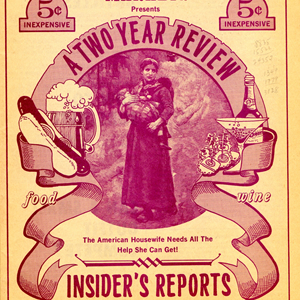 Presents
5¢
INEXPENSIVE
5¢
INEXPENSIVE
A TWO YEAR REVIEW
food
wine
The American Housewife Needs All The
Help She Can Get!
INSIDER'S REPORTS